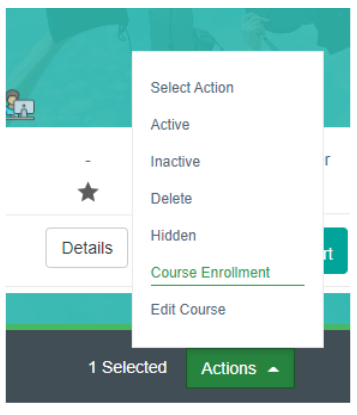 Select Action
Active
-
Inactive
r
Delete
Hidden
Details
rt
Course Enrollment
Edit Course
1 Selected
Actions